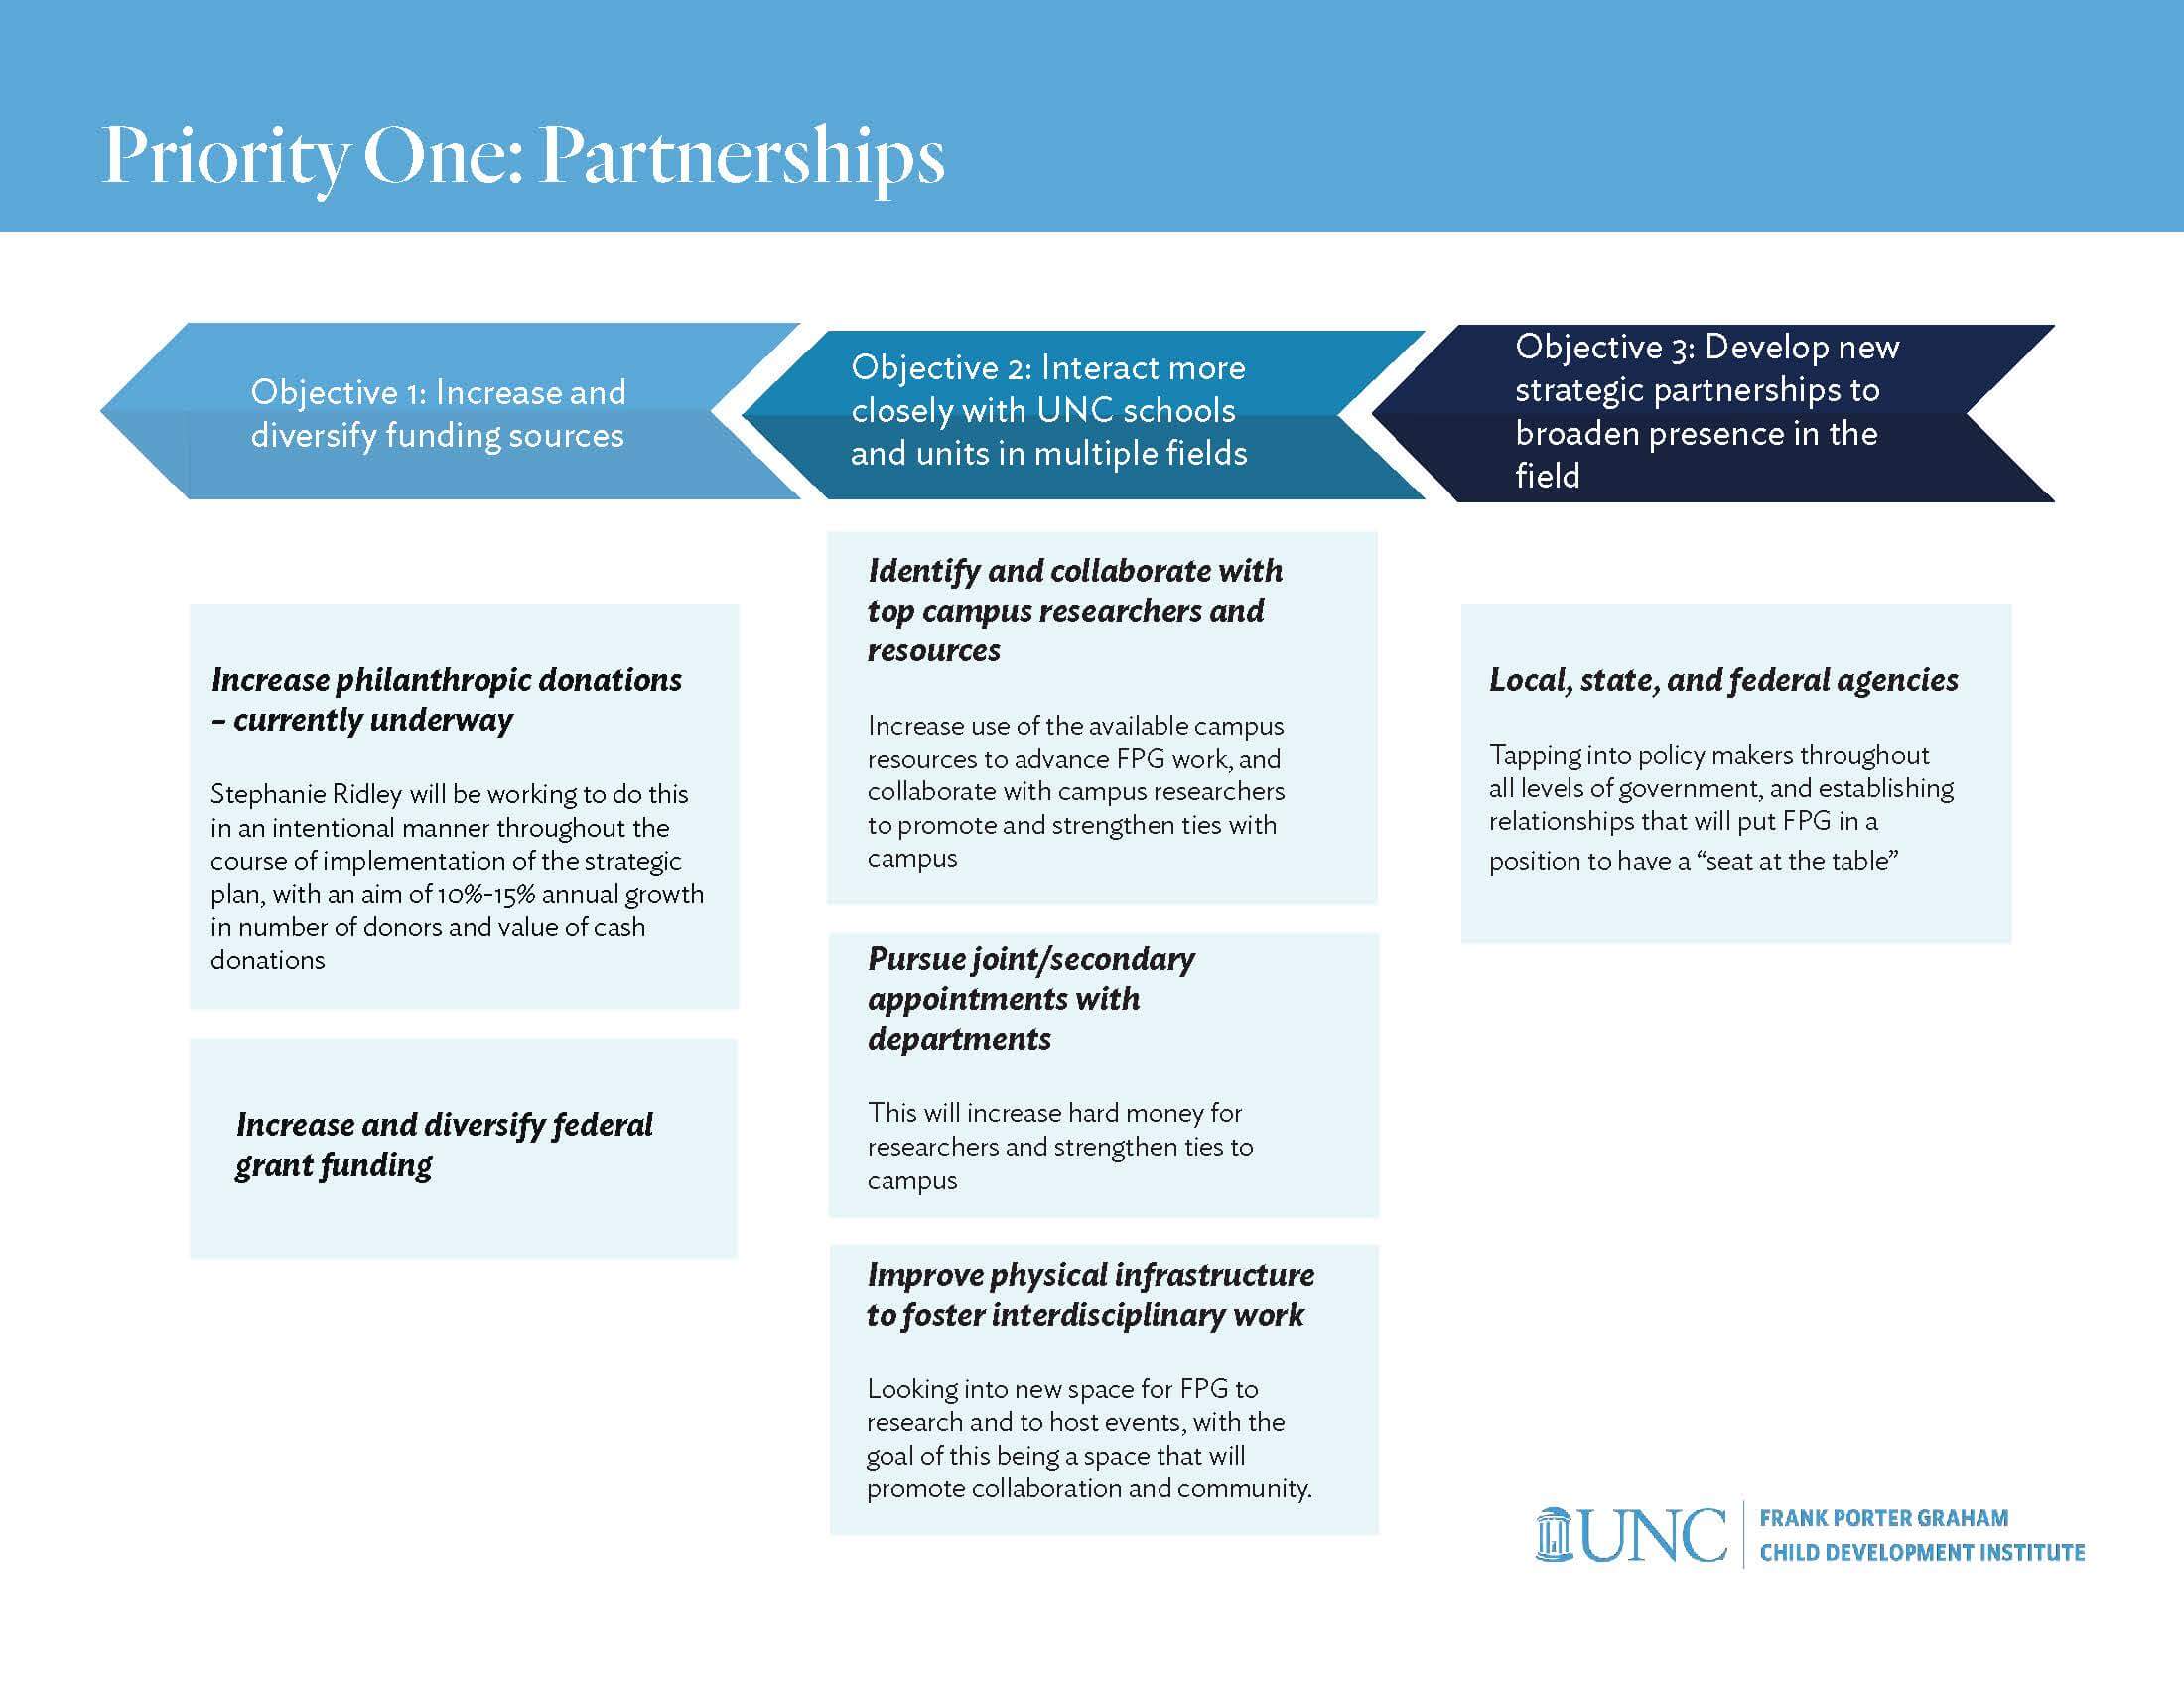 Priority One: Partnerships
Objective 1: Increase and
diversify funding sources
Objective 2: Interact more
closely with UNC schools
and units in multiple fields
Objective 3: Develop new
strategic partnerships to
broaden presence in the
field
Increase philanthropic donations
– currently underway
Stephanie Ridley will be working to do this
in an intentional manner throughout the
course of implementation of the strategic
plan, with an aim of 10%-15% annual growth
in number of donors and value of cash
donations
Increase and diversify federal
grant funding
Identify and collaborate with
top campus researchers and
resources
Increase use of the available campus
resources to advance FPG work, and
collaborate with campus researchers
to promote and strengthen ties with
campus
Pursue joint/secondary
appointments with
departments
This will increase hard money for
researchers and strengthen ties to
campus
Improve physical infrastructure
to foster interdisciplinary work
Looking into new space for FPG to
research and to host events, with the
goal of this being a space that will
promote collaboration and community.
Local, state, and federal agencies
Tapping into policy makers throughout
all levels of government, and establishing
relationships that will put FPG in a
position to have a “seat at the table”
UNC
FRANK PORTER GRAHAM
CHILD DEVELOPMENT INSTITUTE